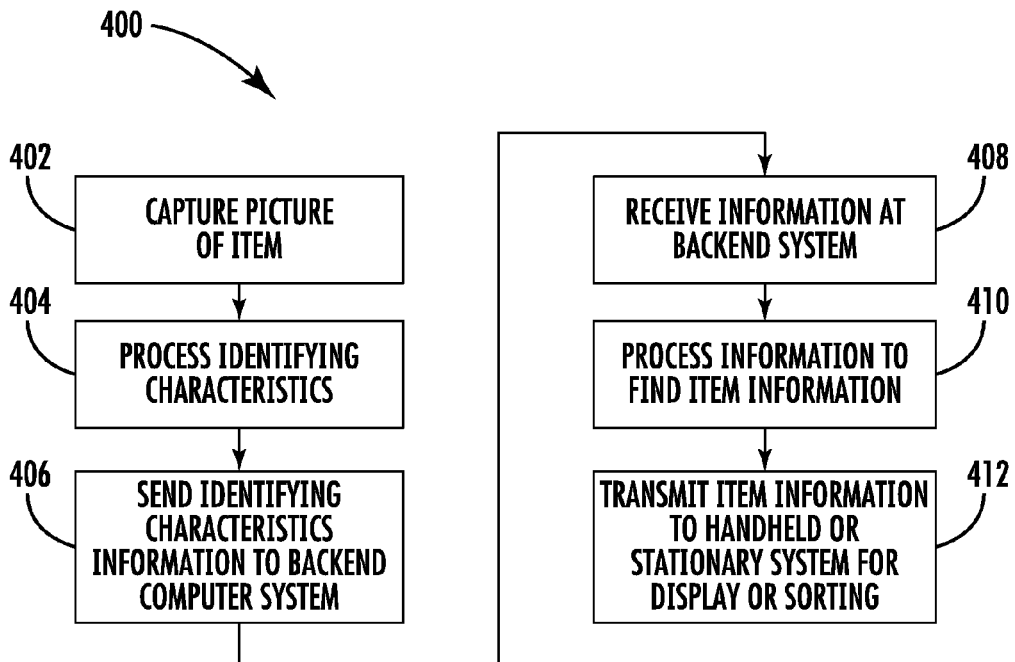 400
402
CAPTURE PICTURE
OF ITEM
404
PROCESS IDENTIFYING
CHARACTERISTICS
406
SEND IDENTIFYING
CHARACTERISTICS
INFORMATION TO BACKEND
COMPUTER SYSTEM
408
RECEIVE INFORMATION AT
BACKEND SYSTEM
410
PROCESS INFORMATION TO
FIND ITEM INFORMATION
412
TRANSMIT ITEM INFORMATION
TO HANDHELD OR
STATIONARY SYSTEM FOR
DISPLAY OR SORTING